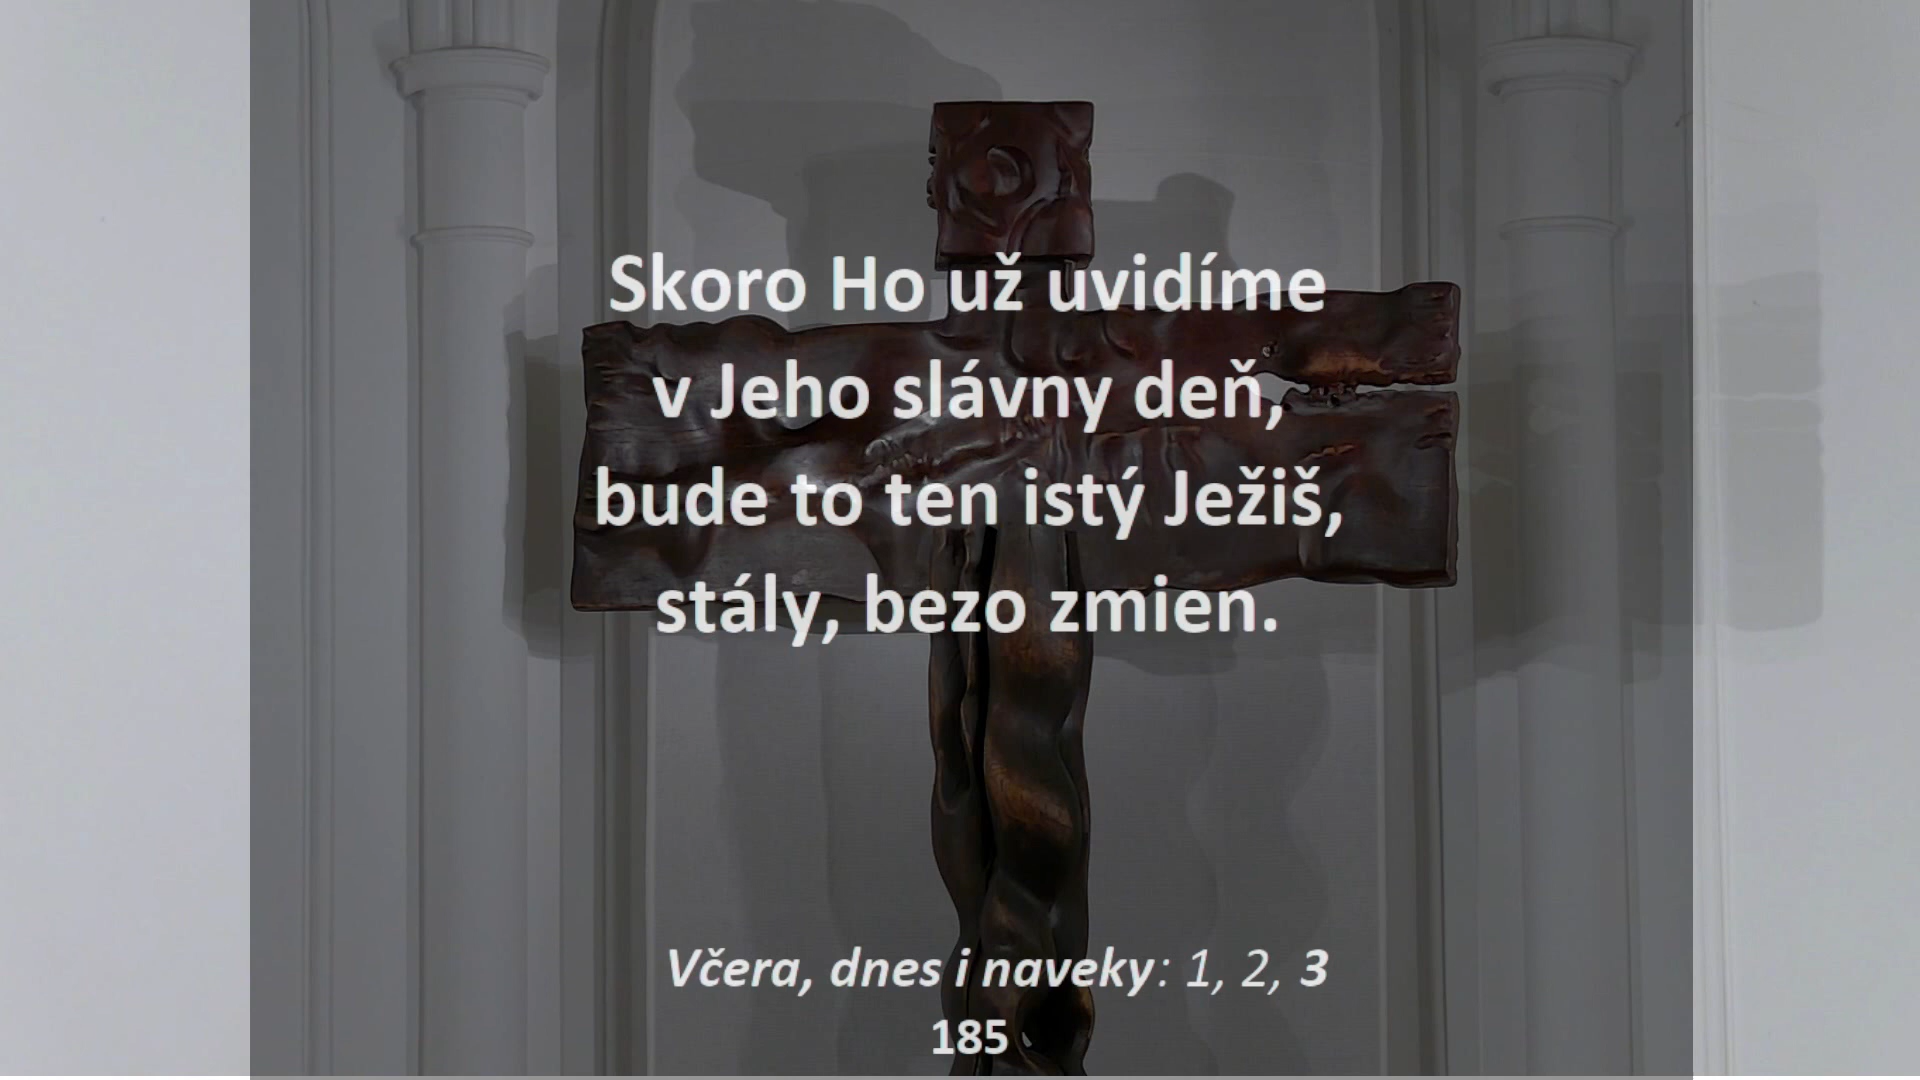 Skoro Ho už uvidíme
v Jeho slávny deň,
bude to ten istý Ježiš,
stály, bezo zmien.
Včera, dnes i naveky: 1, 2, 3
185